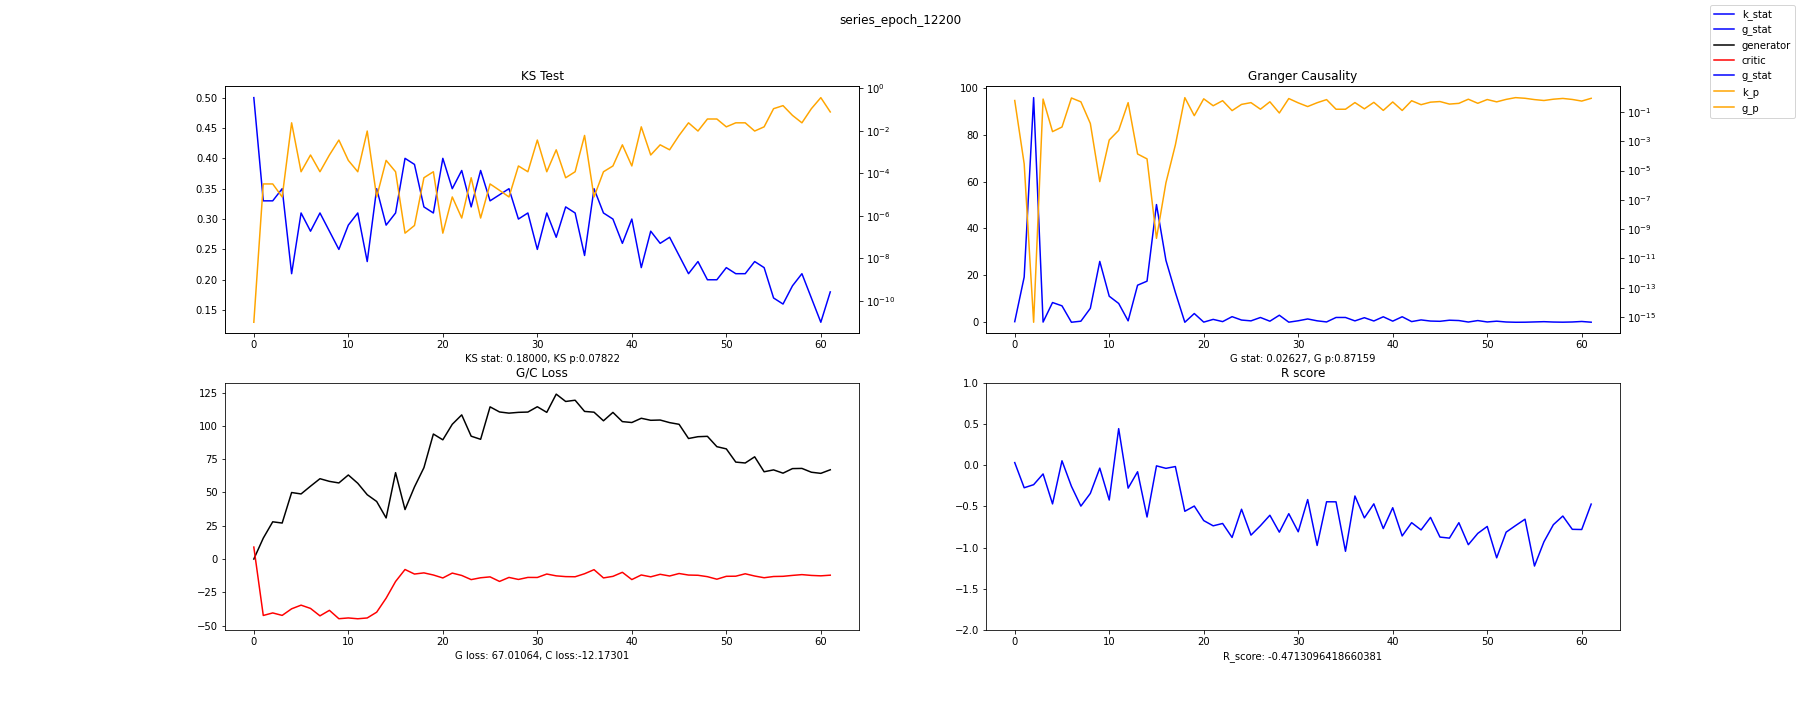 series_epoch_12200
k_stat
g_stat
generator
critic
g_stat
k_p
g_p
KS Test
0.50
0.45
0.40
0.35
0.30
0.25
0.20
0.15
10^0
10^-2
10^-4
10^-6
10^-8
10^-10
0 10 20 30 40 50 60
KS stat: 0.18000, KS p:0.07822
Granger Causality
100
80
60
40
20
0
10^-1
10^-3
10^-5
10^-7
10^-9
10^-11
10^-13
10^-15
0 10 20 30 40 50 60
G stat: 0.02627, G p:0.87159
G/C Loss
125
100
75
50
25
0
−25
−50
0 10 20 30 40 50 60
G loss: 67.01064, C loss:-12.17301
R score
1.0
0.5
0.0
−0.5
−1.0
−1.5
−2.0
0 10 20 30 40 50 60
R_score: -0.4713096418660381